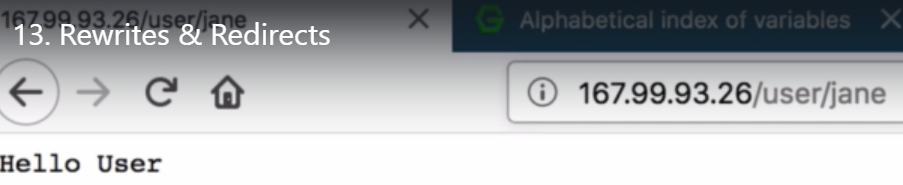 167.99.93.26/user/jane
Alphabetical index of variables
13. Rewrites & Redirects
167.99.93.26/user/jane
Hello User